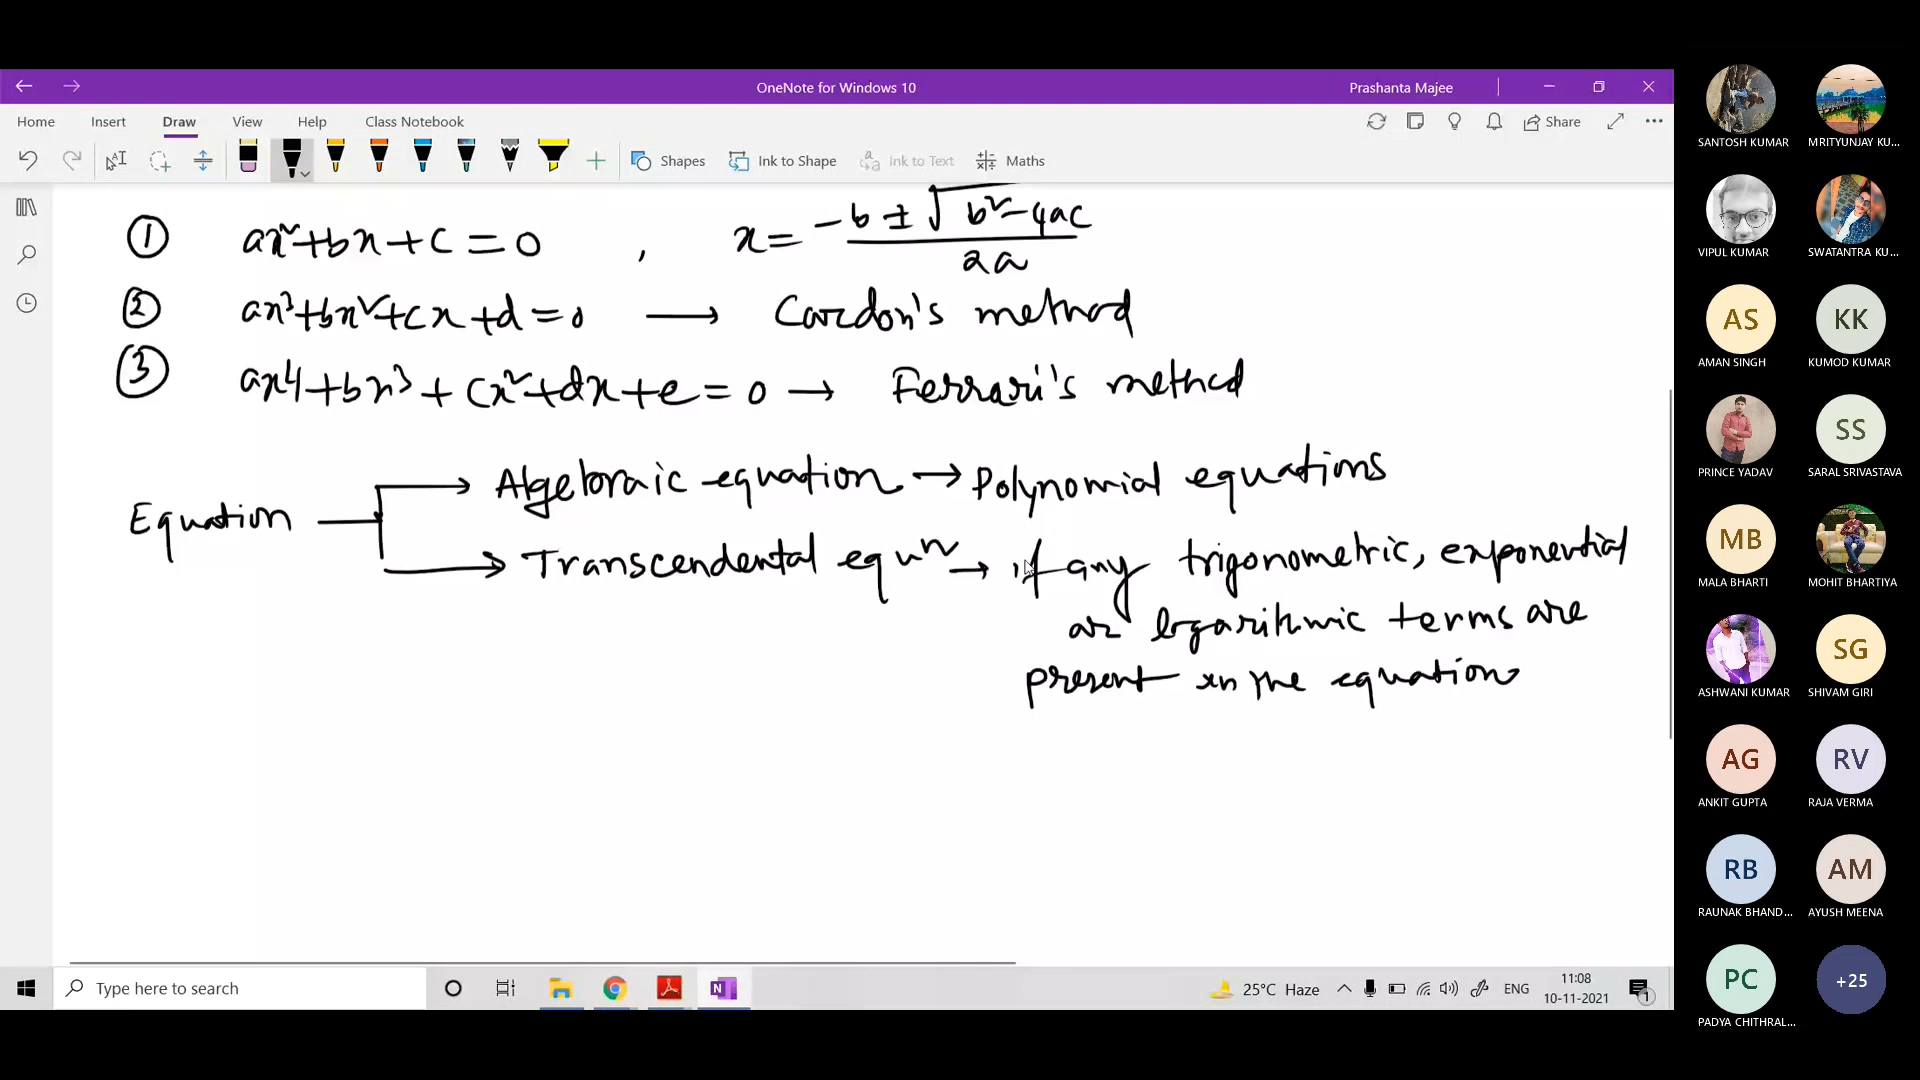 OneNote for Windows 10
Prashanta Majee
Home Insert Draw View Help Class Notebook
Share
Shapes Ink to Shape Ink to Text Maths
① ax²+bx+c=0 , x= -b ± √b²-4ac / 2a
② ax³+bx²+cx+d=0 → Cardon's method
③ ax⁴+bx³+cx²+dx+e=0 → Ferrari's method
Algebraic equation → Polynomial equations
Equation
Transcendental equⁿ → if any trigonometric, exponential
or logarithmic terms are
present in the equation
Type here to search
25°C Haze
ENG
11:08
10-11-2021
1
SANTOSH KUMAR
MRITYUNJAY KU...
VIPUL KUMAR
SWATANTRA KU...
AS
KK
AMAN SINGH
KUMOD KUMAR
SS
PRINCE YADAV
SARAL SRIVASTAVA
MB
MALA BHARTI
MOHIT BHARTIYA
SG
ASHWANI KUMAR
SHIVAM GIRI
AG
RV
ANKIT GUPTA
RAJA VERMA
RB
AM
RAUNAK BHAND...
AYUSH MEENA
PC
+25
PADYA CHITHRAL...